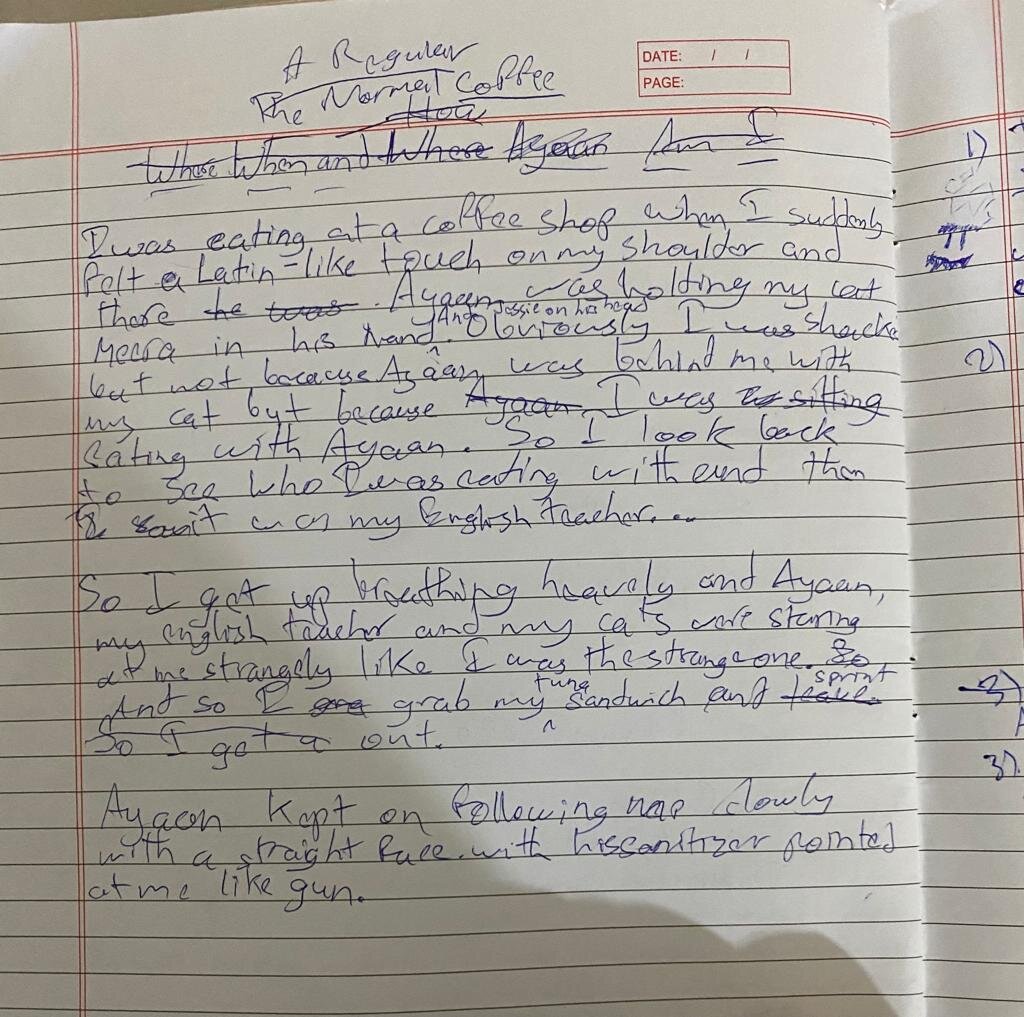 A Regular
The Normal Coffee
How
DATE: / /
PAGE:
Whose When and Where Ayaan Am I
I was eating at a coffee shop when I suddenly
felt a Latin-like touch on my shoulder and
there he was. Ayaan was holding my cat
And Jessie on his head
Meera in his hand. Obviously I was shocke
but not because Ayaan was behind me with
my cat byt because Ayaan I was sitting
Eating with Ayaan. So I look back
to see who I was eating with and then
it was my English teacher...
So I get up breathing heavely and Ayaan,
my english teacher and my cats were staring
at me strangely like I was the strange one. So
tuna sprint
And so I gra grab my sandwich and leave.
So I got a out.
Ayaan kept on following me slowly
with a straight face. with his sanitizer pointed
at me like gun.
1)
2)
3)
3).